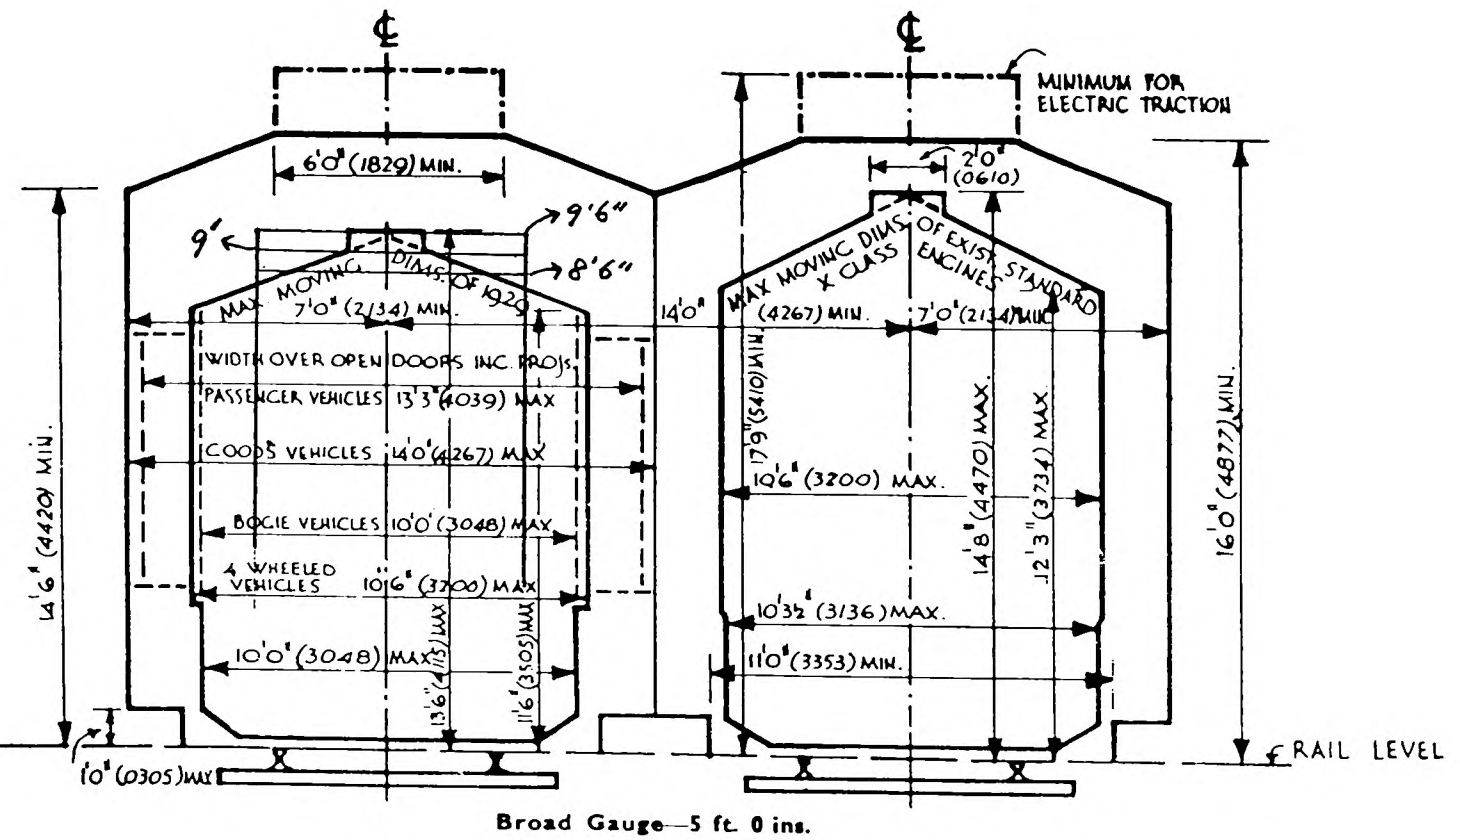 ℄ ℄
MINIMUM FOR
ELECTRIC TRACTION
6'0" (1829) MIN.
2'0"
(0610)
9'6"
9'
8'6"
MAX. MOVING DIMS. OF 1929
MAX MOVING DIMS. OF EXIST. STANDARD
X CLASS ENGINES
7'0" (2134) MIN.
14'0" (4267) MIN.
7'0" (2134) MIN
WIDTH OVER OPEN DOORS INC. PROJS.
PASSENGER VEHICLES 13'3" (4039) MAX
GOODS VEHICLES 14'0" (4267) MAX
BOGIE VEHICLES 10'0' (3048) MAX
4 WHEELED
VEHICLES 10'6" (3200) MAX
10'0" (3048) MAX
13'6" (4115) MAX
11'6" (3505) MAX
14'6" (4420) MIN.
1'0" (0305) MAX
17'9" (5410) MIN.
10'6" (3200) MAX.
14'8" (4470) MAX.
12'3" (3734) MAX.
10'3½" (3136) MAX.
11'0" (3353) MIN.
16'0" (4877) MIN.
RAIL LEVEL
Broad Gauge—5 ft. 0 ins.